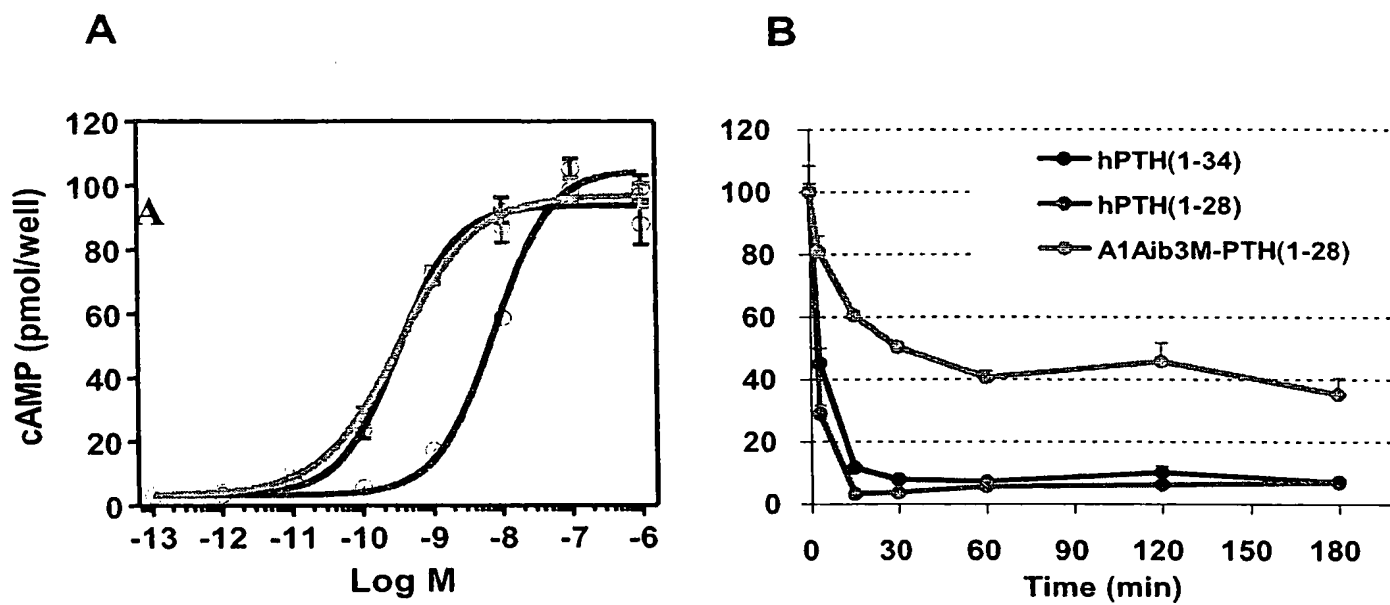 A
B
120
100
80
60
40
20
0
A
cAMP (pmol/well)
-13 -12 -11 -10 -9 -8 -7 -6
Log M
120
100
80
60
40
20
0
hPTH(1-34)
hPTH(1-28)
A1Aib3M-PTH(1-28)
0 30 60 90 120 150 180
Time (min)